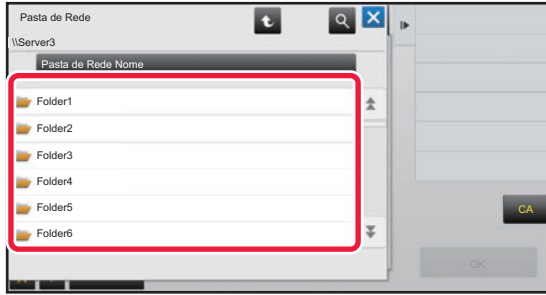 Pasta de Rede
\\Server3
Pasta de Rede Nome
Folder1
Folder2
Folder3
Folder4
Folder5
Folder6
CA
OK